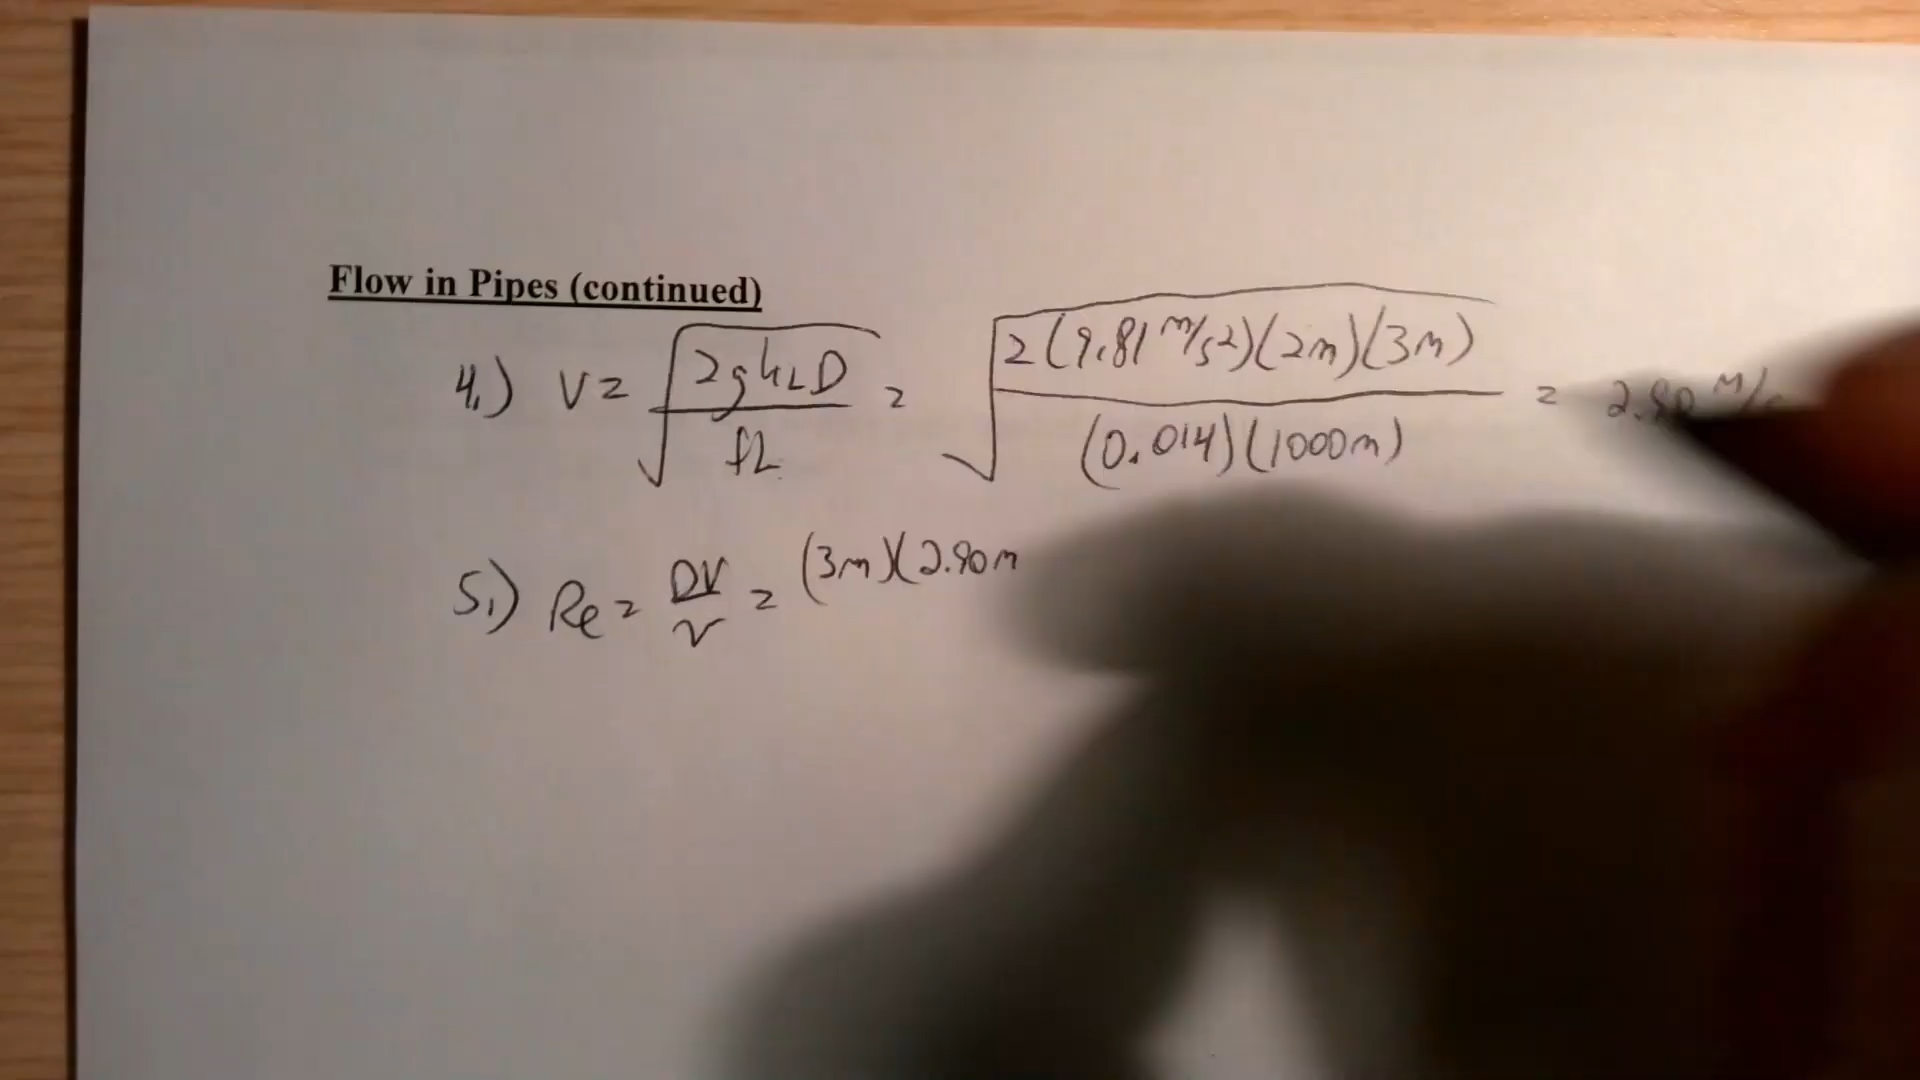 Flow in Pipes (continued)
4.) V = √(2ghLD / fL) = √(2(9.81 m/s2)(2m)(3m) / (0.014)(1000m)) =
5.) Re = DV / ν = (3m)(2.90m